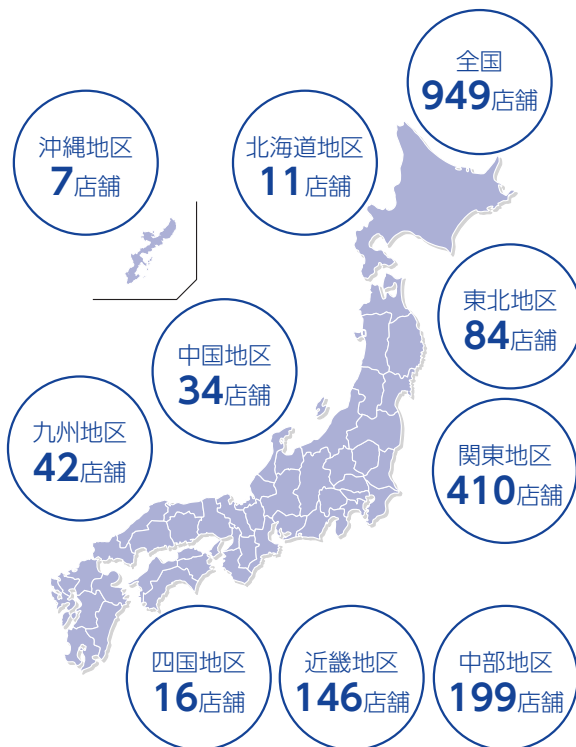 全国
949店舗
沖縄地区
7店舗
北海道地区
11店舗
東北地区
84店舗
中国地区
34店舗
九州地区
42店舗
関東地区
410店舗
四国地区
16店舗
近畿地区
146店舗
中部地区
199店舗